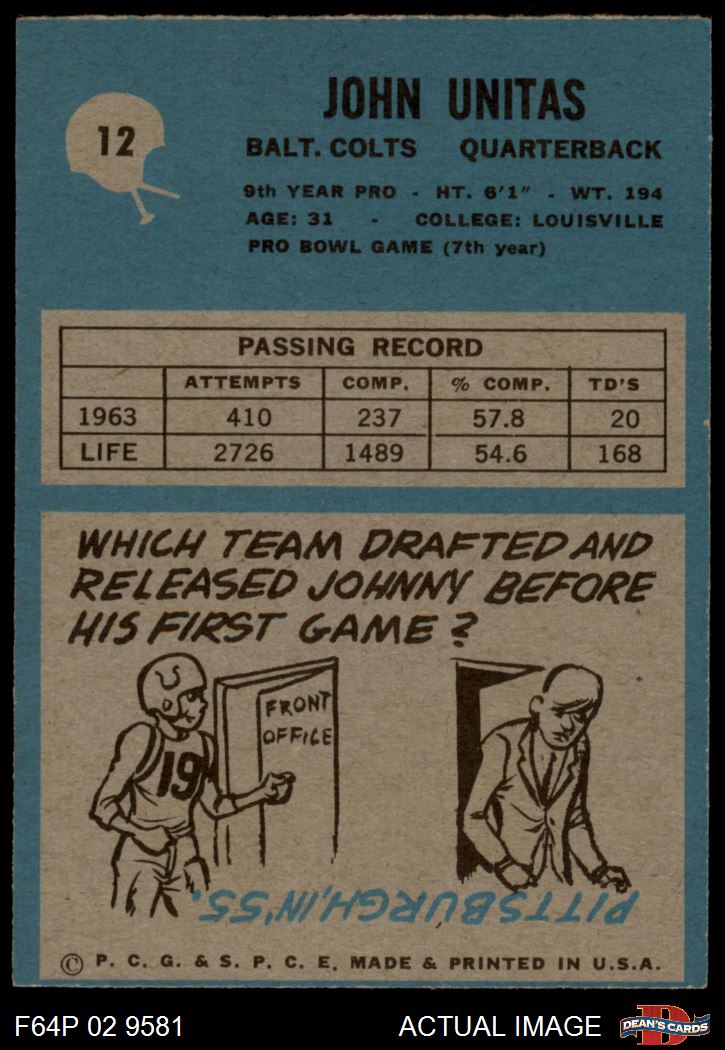 12
JOHN UNITAS
BALT. COLTS QUARTERBACK
9th YEAR PRO - HT. 6'1" - WT. 194
AGE: 31 - COLLEGE: LOUISVILLE
PRO BOWL GAME (7th year)
PASSING RECORD
ATTEMPTS COMP. % COMP. TD'S
1963 410 237 57.8 20
LIFE 2726 1489 54.6 168
WHICH TEAM DRAFTED AND
RELEASED JOHNNY BEFORE
HIS FIRST GAME?
FRONT
OFFICE
19
PITTSBURGH, IN '55.
© P. C. G. & S. P. C. E. MADE & PRINTED IN U.S.A.
F64P 02 9581 ACTUAL IMAGE
D
DEAN'S CARDS